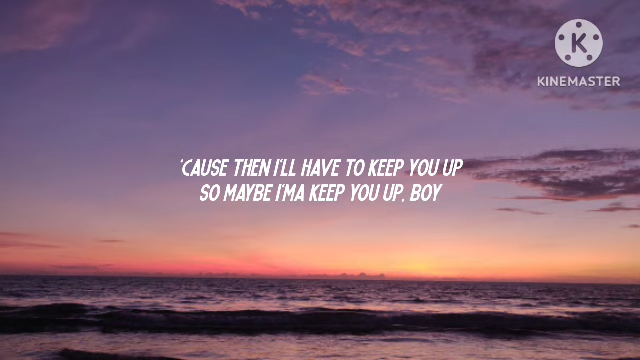 K
KINEMASTER
'CAUSE THEN I'LL HAVE TO KEEP YOU UP
SO MAYBE I'MA KEEP YOU UP, BOY